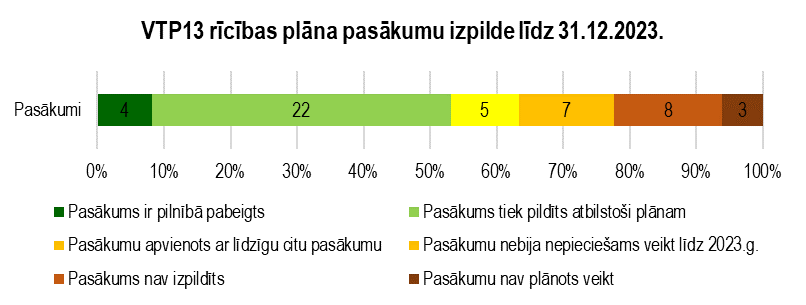 VTP13 rīcības plāna pasākumu izpilde līdz 31.12.2023.
Pasākumi 4 22 5 7 8 3
0% 10% 20% 30% 40% 50% 60% 70% 80% 90% 100%
Pasākums ir pilnībā pabeigts Pasākums tiek pildīts atbilstoši plānam
Pasākumu apvienots ar līdzīgu citu pasākumu Pasākumu nebija nepieciešams veikt līdz 2023.g.
Pasākums nav izpildīts Pasākumu nav plānots veikt